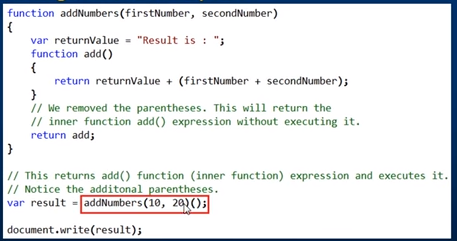 function addNumbers(firstNumber, secondNumber)
{
    var returnValue = "Result is : ";
    function add()
    {
        return returnValue + (firstNumber + secondNumber);
    }
    // We removed the parentheses. This will return the
    // inner function add() expression without executing it.
    return add;
}
// This returns add() function (inner function) expression and executes it.
// Notice the additonal parentheses.
var result = addNumbers(10, 20)();
document.write(result);